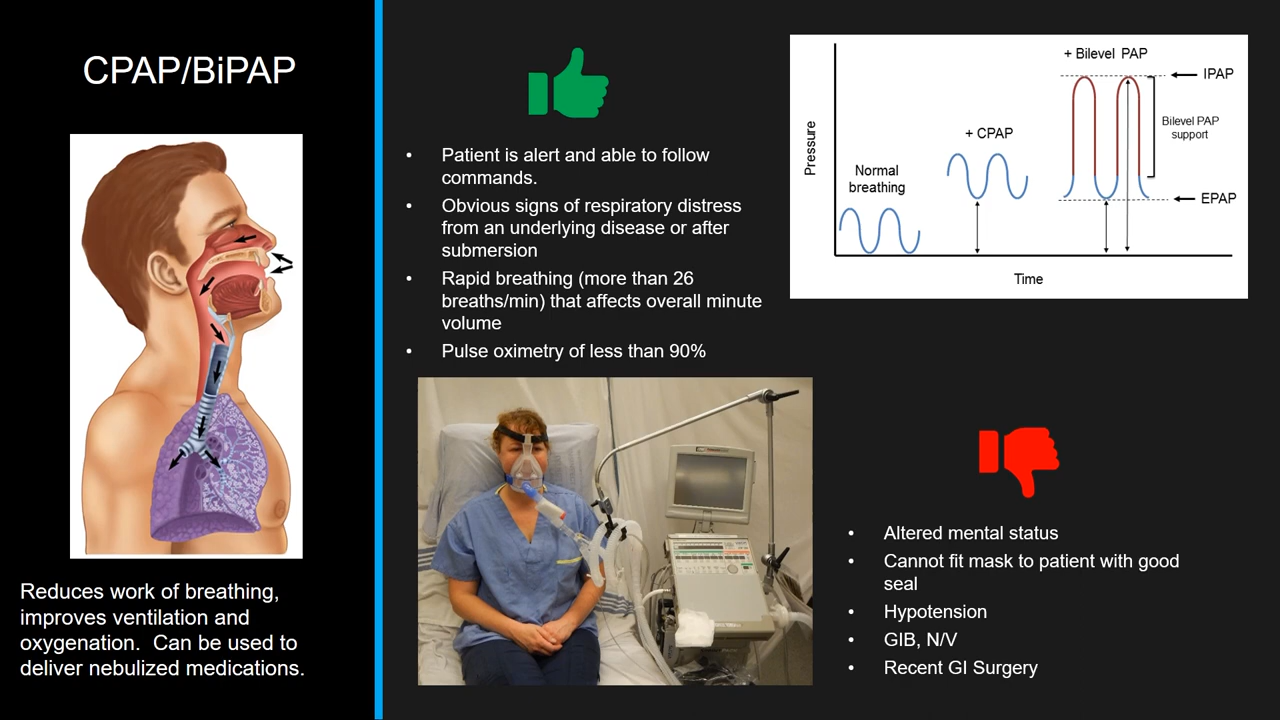 CPAP/BiPAP
Reduces work of breathing,
improves ventilation and
oxygenation. Can be used to
deliver nebulized medications.
• Patient is alert and able to follow
commands.
• Obvious signs of respiratory distress
from an underlying disease or after
submersion
• Rapid breathing (more than 26
breaths/min) that affects overall minute
volume
• Pulse oximetry of less than 90%
+ Bilevel PAP
IPAP
Bilevel PAP
support
+ CPAP
Normal
breathing
EPAP
Pressure
Time
• Altered mental status
• Cannot fit mask to patient with good
seal
• Hypotension
• GIB, N/V
• Recent GI Surgery